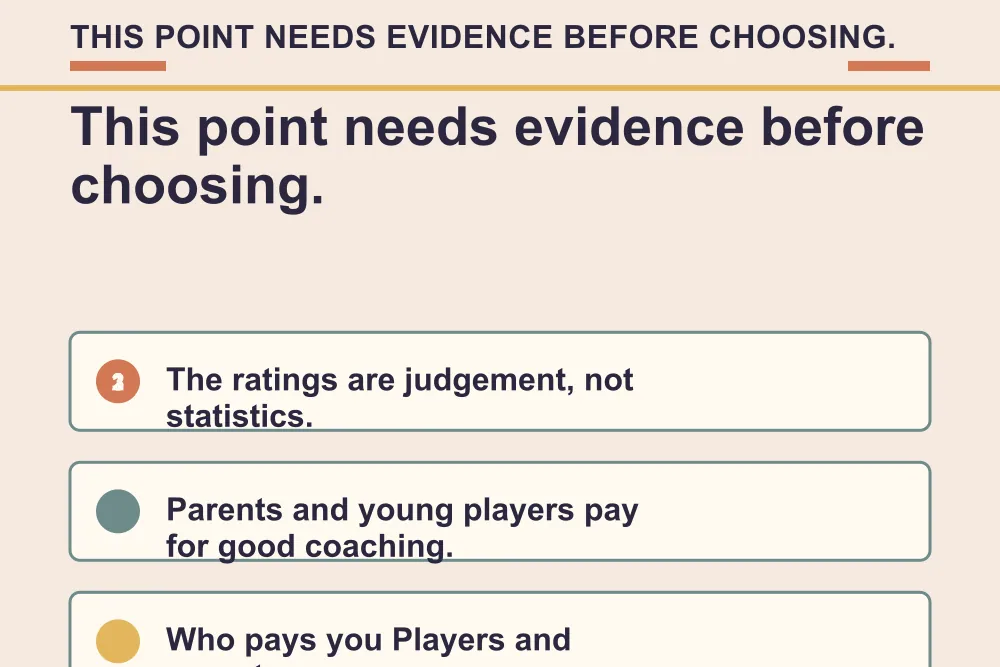 THIS POINT NEEDS EVIDENCE BEFORE CHOOSING.
This point needs evidence before
choosing.
The ratings are judgement, not
statistics.
Parents and young players pay
for good coaching.
Who pays you Players and